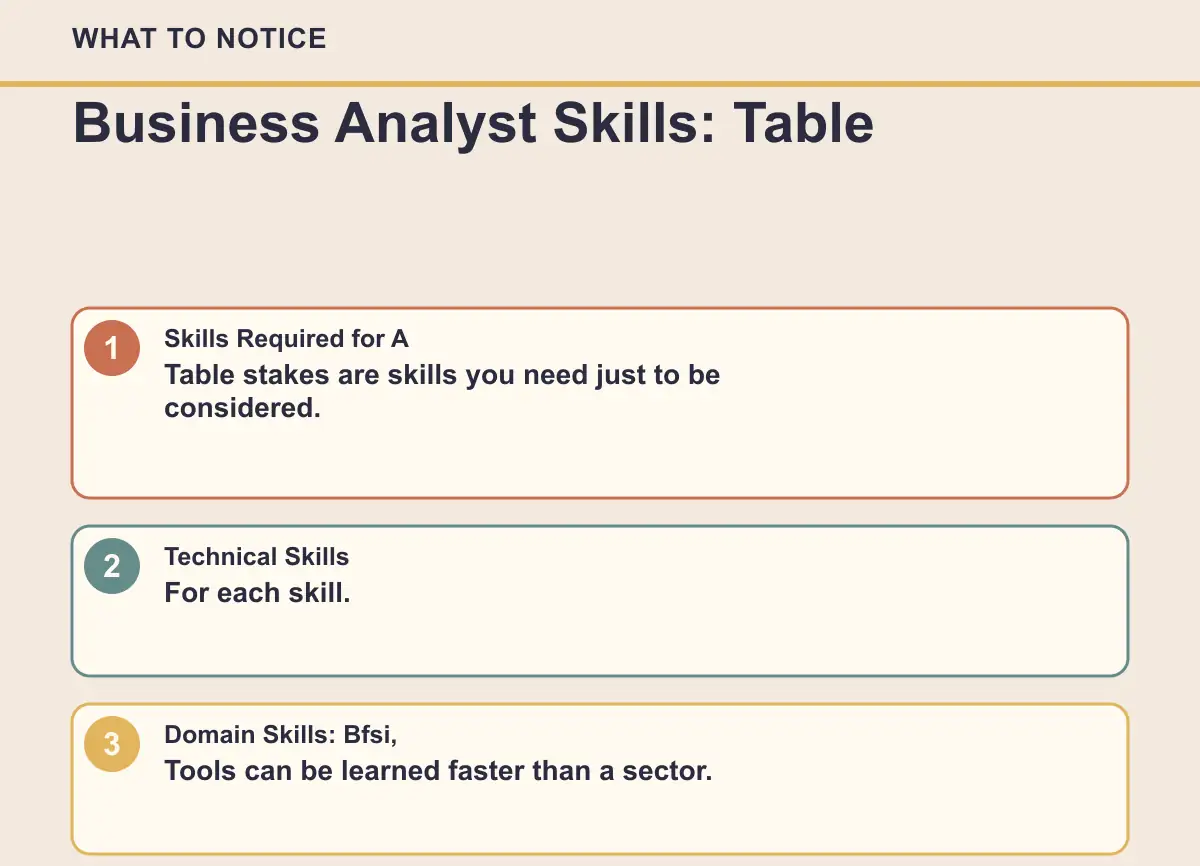 WHAT TO NOTICE
Business Analyst Skills: Table
1
Skills Required for A
Table stakes are skills you need just to be
considered.
2
Technical Skills
For each skill.
3
Domain Skills: Bfsi,
Tools can be learned faster than a sector.